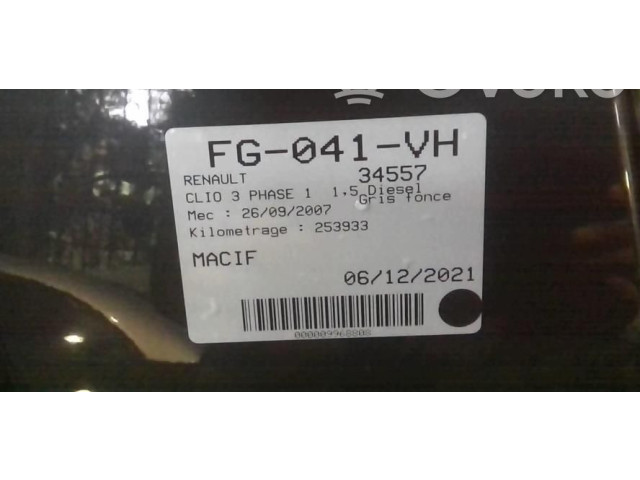 FG-041-VH
RENAULT 34557
CLIO 3 PHASE 1 1.5 Diesel
Gris fonce
Mec : 26/09/2007
Kilometrage : 253933
MACIF
06/12/2021